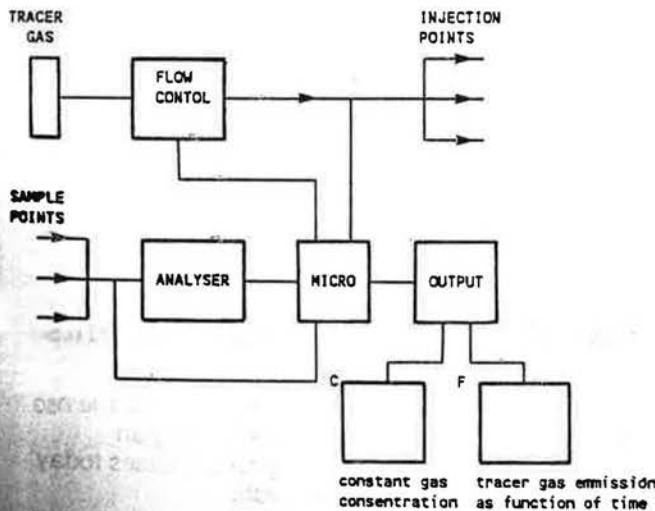 TRACER
GAS
INJECTION
POINTS
FLOW
CONTOL
SAMPLE
POINTS
ANALYSER
MICRO
OUTPUT
C
F
constant gas
consentration
tracer gas emmission
as function of time
today